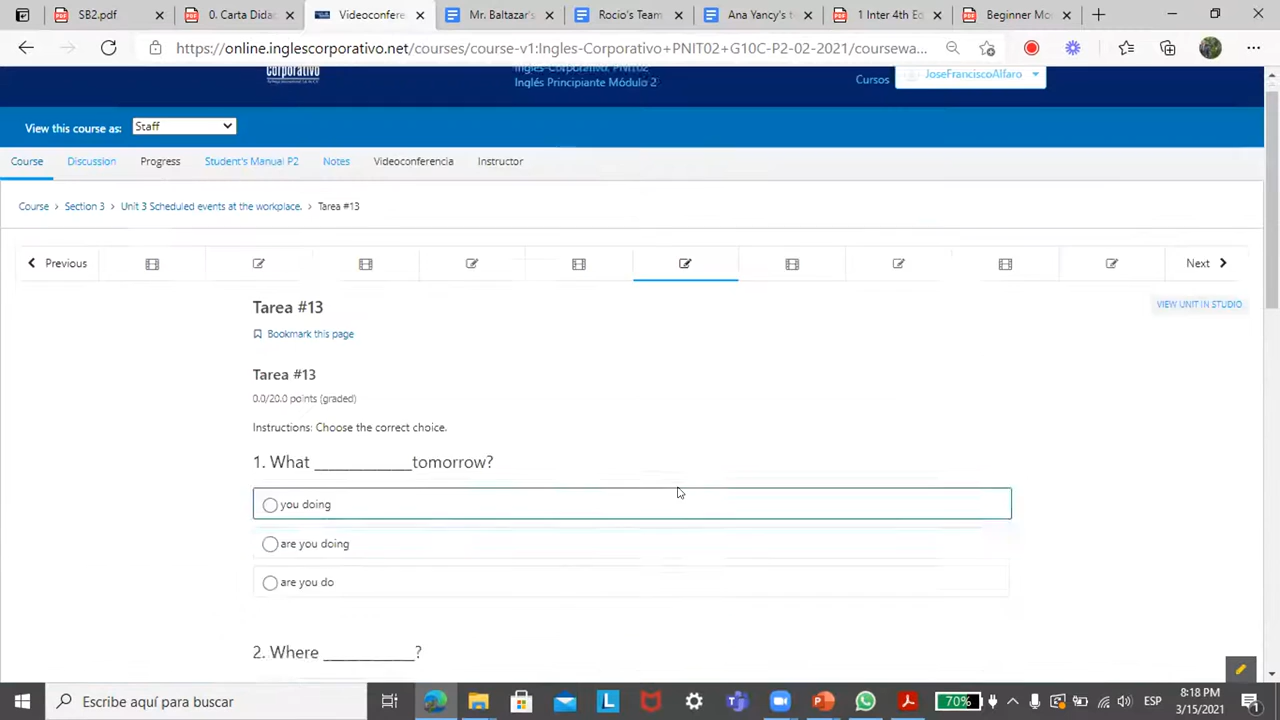 SB2.pdf
0. Carta Didac
Videoconfere
Mr. Baltazar's
Rocio's Team
Ana Yancy's to
1 Inter 4th Ed
Beginner Mo
https://online.inglescorporativo.net/courses/course-v1:Ingles-Corporativo+PNIT02+G10C-P2-02-2021/coursewa...
corporativo
Ingles-Corporativo: PNIT02
Inglés Principiante Módulo 2
Cursos
JoseFranciscoAlfaro
View this course as:
Staff
Course
Discussion
Progress
Student's Manual P2
Notes
Videoconferencia
Instructor
Course > Section 3 > Unit 3 Scheduled events at the workplace. > Tarea #13
Previous
Next
Tarea #13
VIEW UNIT IN STUDIO
Bookmark this page
Tarea #13
0.0/20.0 points (graded)
Instructions: Choose the correct choice.
1. What ____________tomorrow?
you doing
are you doing
are you do
2. Where ___________?
Escribe aquí para buscar
70%
ESP
8:18 PM
3/15/2021